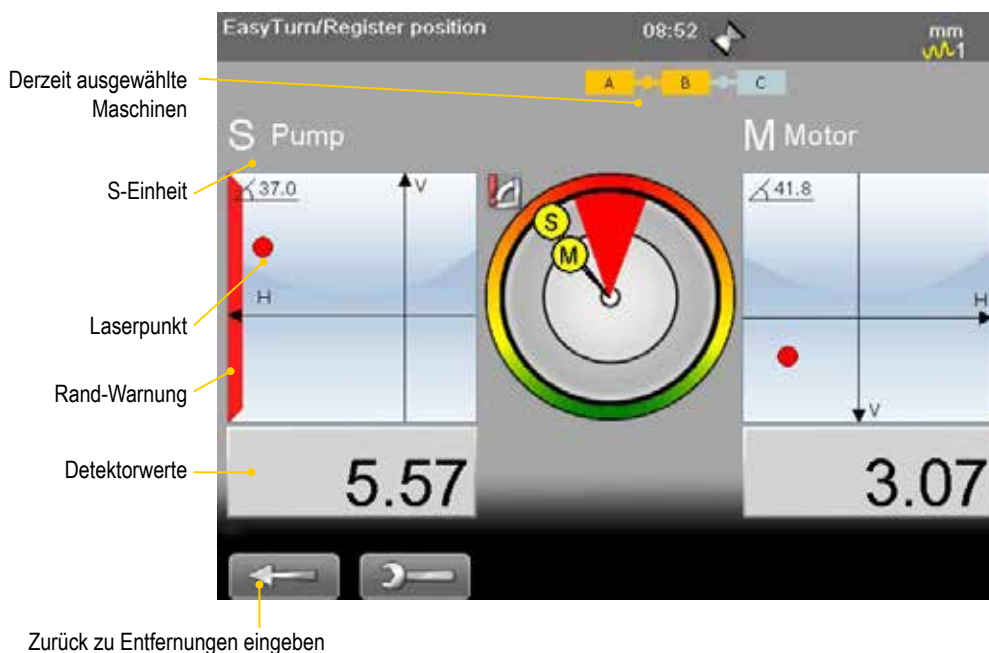 EasyTurn/Register position 08:52 mm
1
Derzeit ausgewählte
Maschinen
A B C
S Pump
M Motor
S-Einheit
37.0
V
S
M
41.8
H
H
Laserpunkt
Rand-Warnung
V
Detektorwerte
5.57
3.07
Zurück zu Entfernungen eingeben